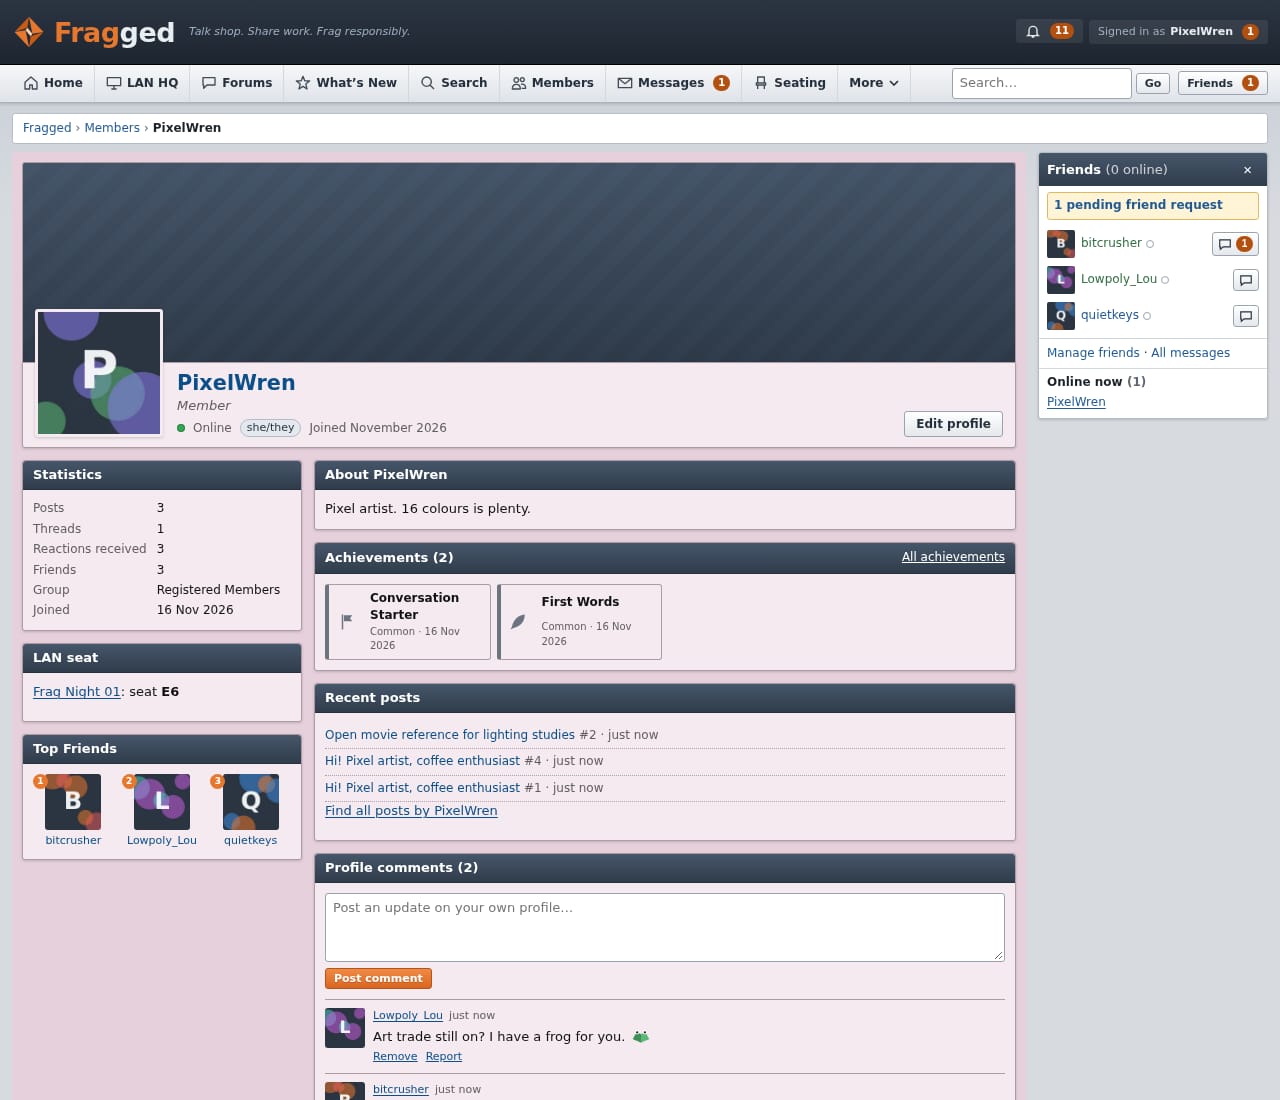 Fragged
Talk shop. Share work. Frag responsibly.
11
Signed in as PixelWren 1
Home
LAN HQ
Forums
What’s New
Search
Members
Messages 1
Seating
More
Search...
Go
Friends 1
Fragged › Members › PixelWren
P
PixelWren
Member
Online she/they Joined November 2026
Edit profile
Statistics
Posts 3
Threads 1
Reactions received 3
Friends 3
Group Registered Members
Joined 16 Nov 2026
LAN seat
Frag Night 01: seat E6
Top Friends
1 B
2 L
3 Q
bitcrusher
Lowpoly_Lou
quietkeys
About PixelWren
Pixel artist. 16 colours is plenty.
Achievements (2)
All achievements
Conversation
Starter
Common · 16 Nov
2026
First Words
Common · 16 Nov
2026
Recent posts
Open movie reference for lighting studies #2 · just now
Hi! Pixel artist, coffee enthusiast #4 · just now
Hi! Pixel artist, coffee enthusiast #1 · just now
Find all posts by PixelWren
Profile comments (2)
Post an update on your own profile...
Post comment
L
Lowpoly_Lou just now
Art trade still on? I have a frog for you.
Remove Report
B
bitcrusher just now
Friends (0 online) ×
1 pending friend request
B bitcrusher 1
L Lowpoly_Lou
Q quietkeys
Manage friends · All messages
Online now (1)
PixelWren